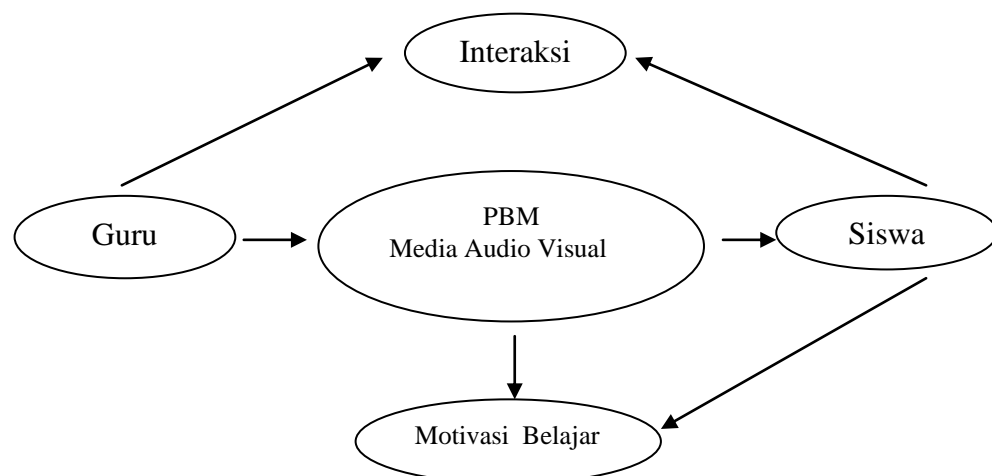 Interaksi
Guru
PBM
Media Audio Visual
Siswa
Motivasi Belajar